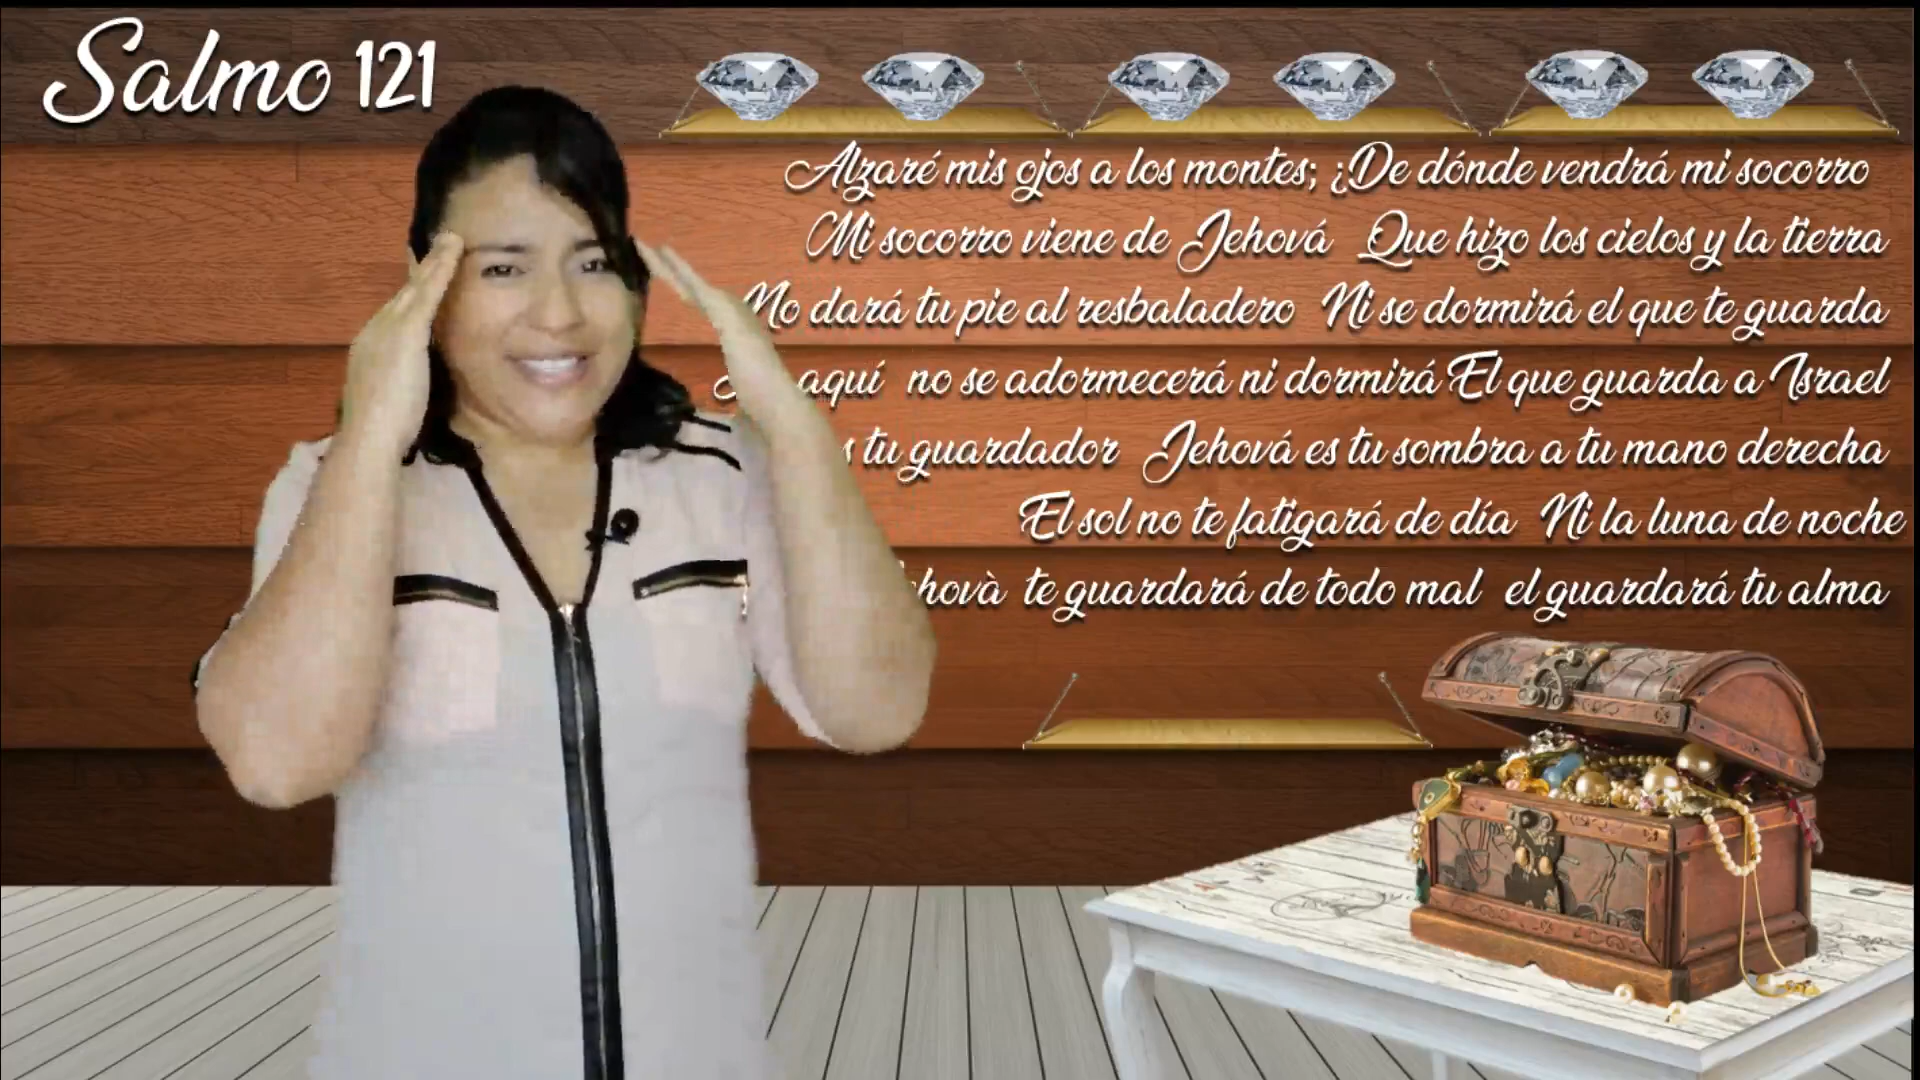 Salmo 121
Alzaré mis ojos a los montes; ¿De dónde vendrá mi socorro
Mi socorro viene de Jehová Que hizo los cielos y la tierra
No dará tu pie al resbaladero Ni se dormirá el que te guarda
aquí no se adormecerá ni dormirá El que guarda a Israel
tu guardador Jehová es tu sombra a tu mano derecha
El sol no te fatigará de día Ni la luna de noche
te guardará de todo mal el guardará tu alma